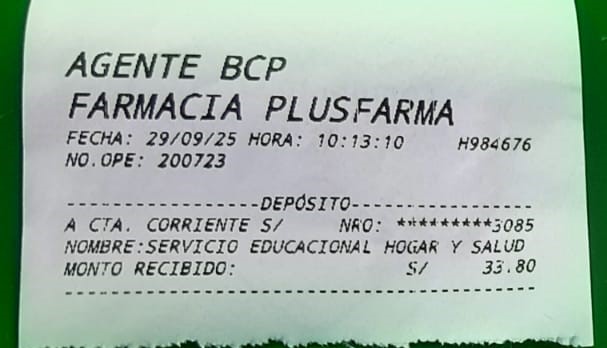 AGENTE BCP
FARMACIA PLUSFARMA
FECHA: 29/09/25 HORA: 10:13:10 H984676
NO.OPE: 200723
--------------------DEPÓSITO------------------
A CTA. CORRIENTE S/ NRO: *********3085
NOMBRE:SERVICIO EDUCACIONAL HOGAR Y SALUD
MONTO RECIBIDO: S/ 33.80
------------------------------------------------